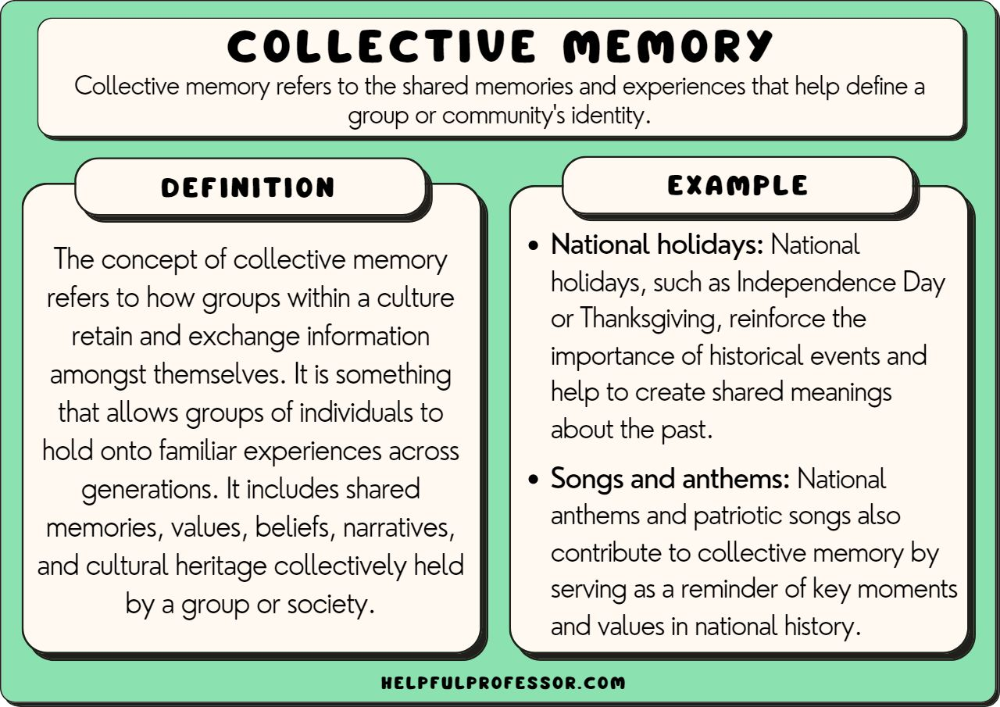 COLLECTIVE MEMORY
Collective memory refers to the shared memories and experiences that help define a
group or community's identity.
DEFINITION
The concept of collective memory
refers to how groups within a culture
retain and exchange information
amongst themselves. It is something
that allows groups of individuals to
hold onto familiar experiences across
generations. It includes shared
memories, values, beliefs, narratives,
and cultural heritage collectively held
by a group or society.
EXAMPLE
• National holidays: National
holidays, such as Independence Day
or Thanksgiving, reinforce the
importance of historical events and
help to create shared meanings
about the past.
• Songs and anthems: National
anthems and patriotic songs also
contribute to collective memory by
serving as a reminder of key moments
and values in national history.
HELPFULPROFESSOR.COM